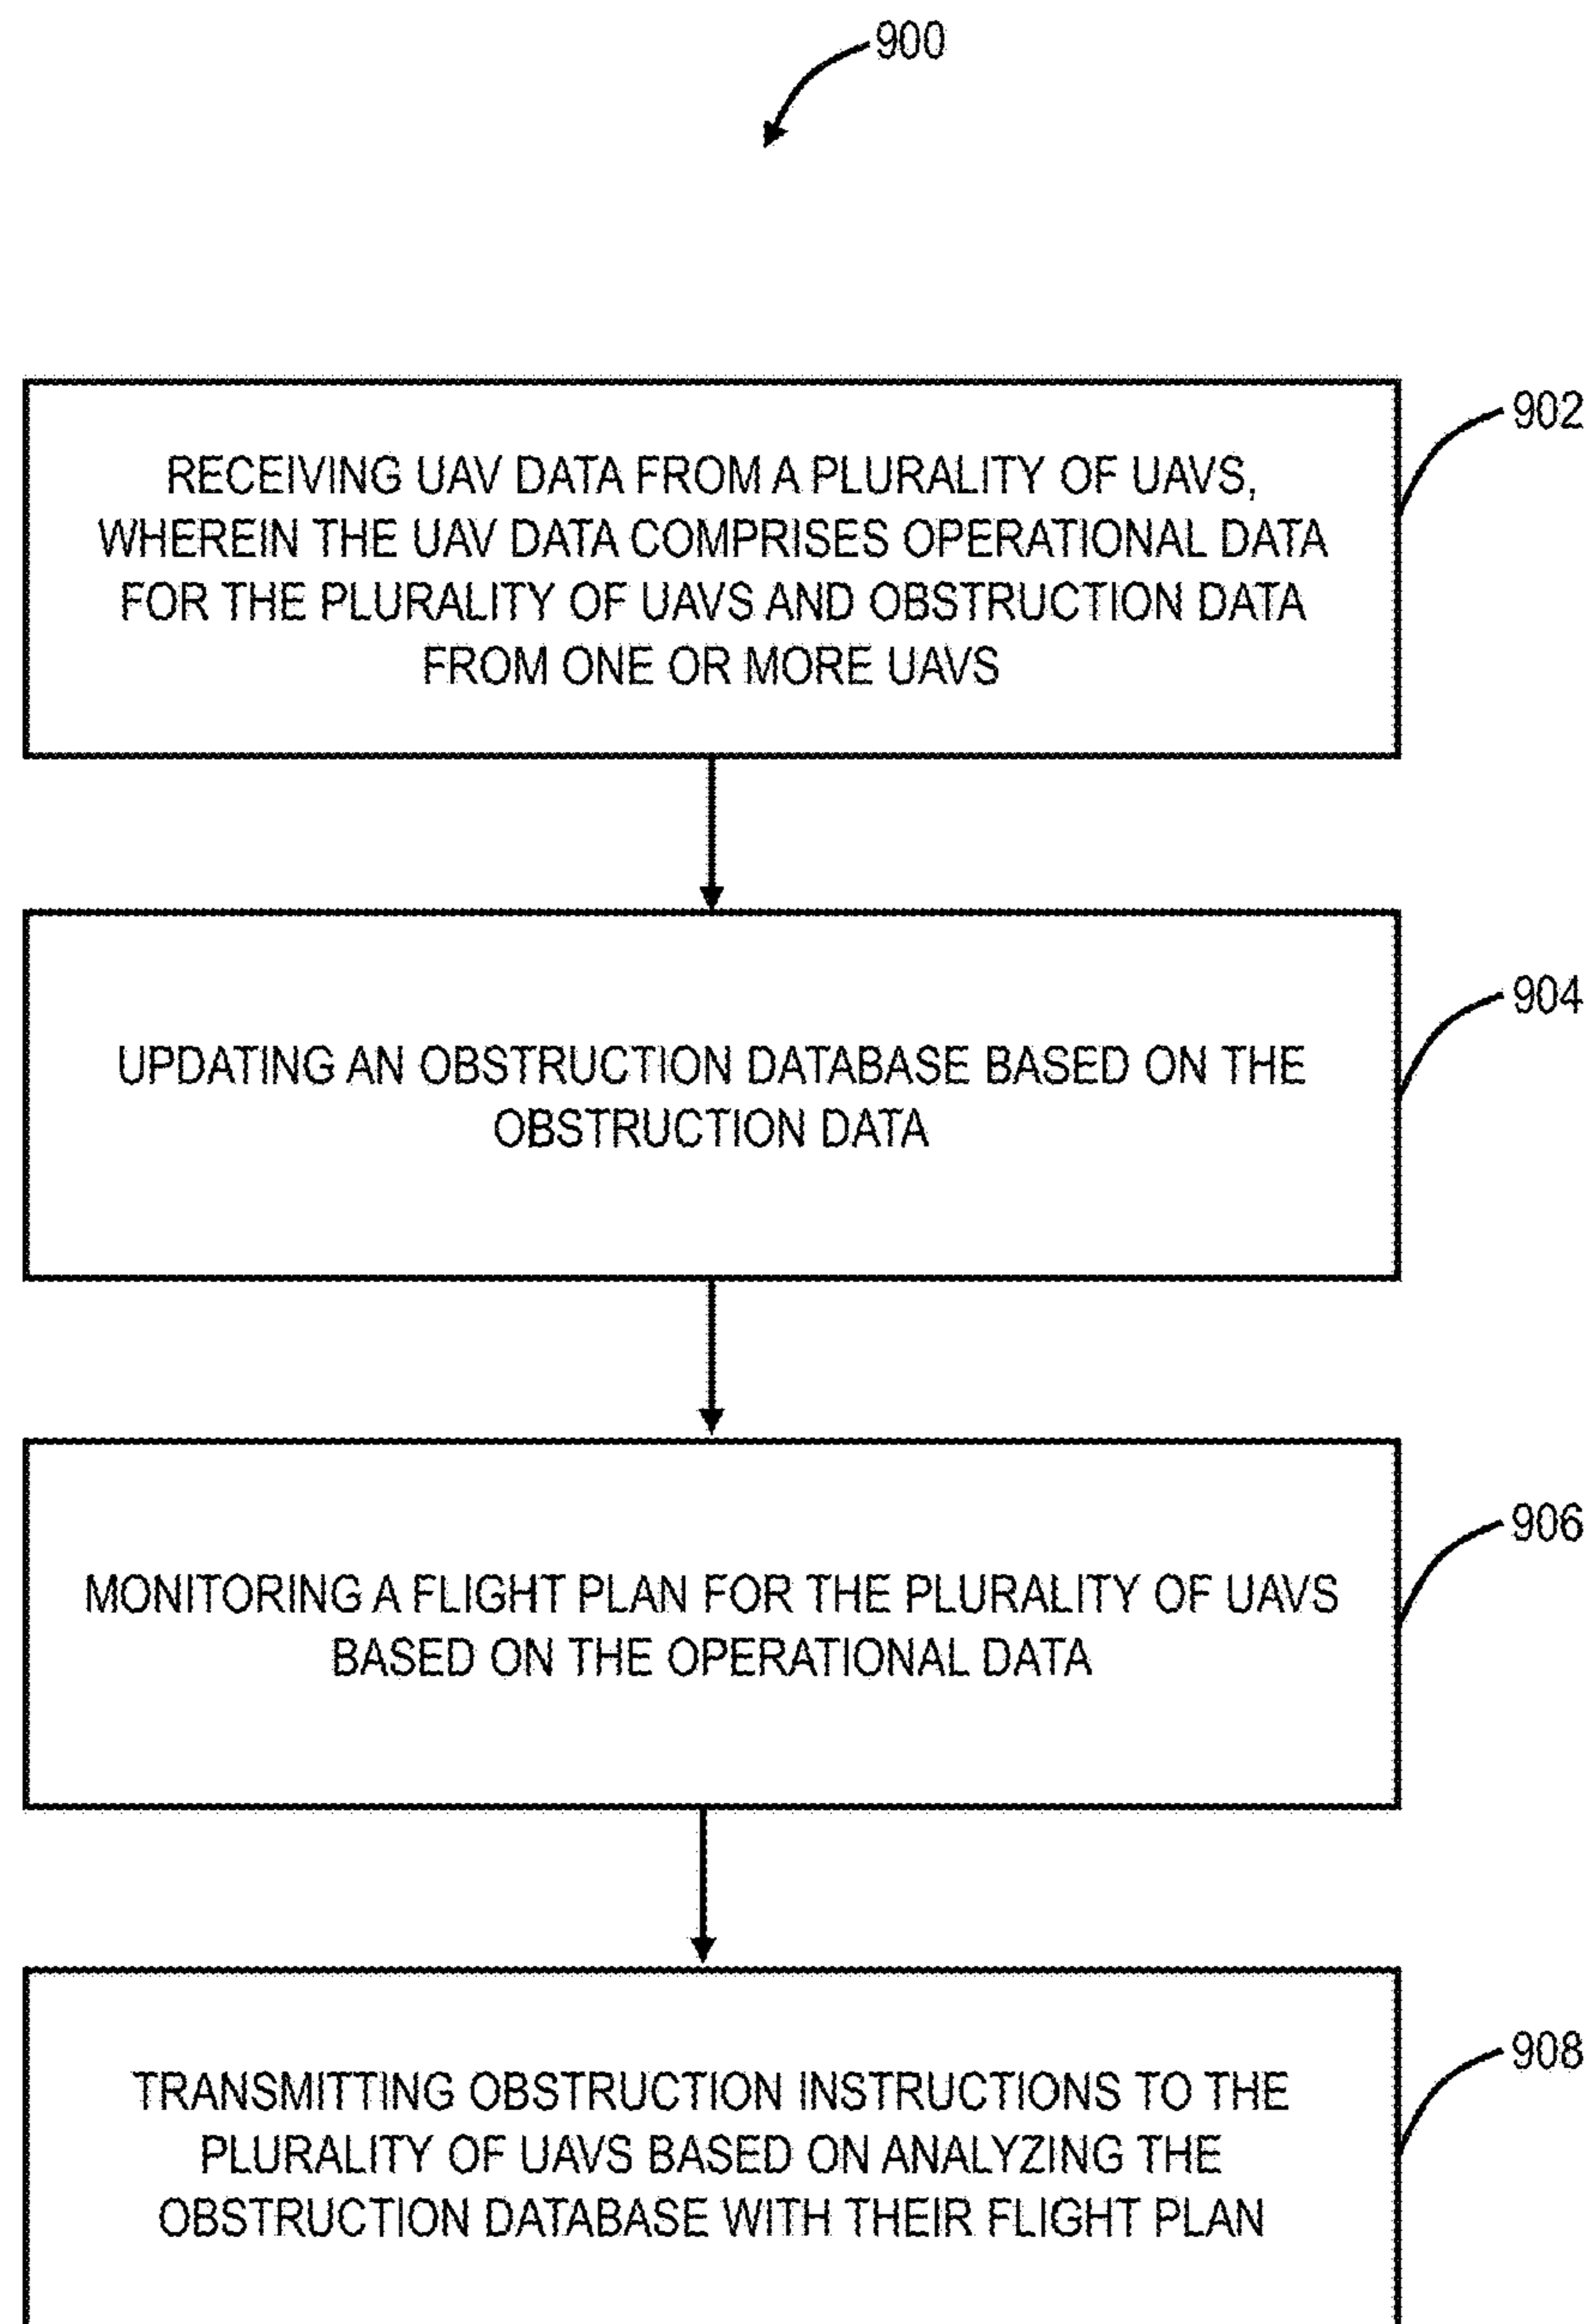 900
902
RECEIVING UAV DATA FROM A PLURALITY OF UAVS,
WHEREIN THE UAV DATA COMPRISES OPERATIONAL DATA
FOR THE PLURALITY OF UAVS AND OBSTRUCTION DATA
FROM ONE OR MORE UAVS
904
UPDATING AN OBSTRUCTION DATABASE BASED ON THE
OBSTRUCTION DATA
906
MONITORING A FLIGHT PLAN FOR THE PLURALITY OF UAVS
BASED ON THE OPERATIONAL DATA
908
TRANSMITTING OBSTRUCTION INSTRUCTIONS TO THE
PLURALITY OF UAVS BASED ON ANALYZING THE
OBSTRUCTION DATABASE WITH THEIR FLIGHT PLAN